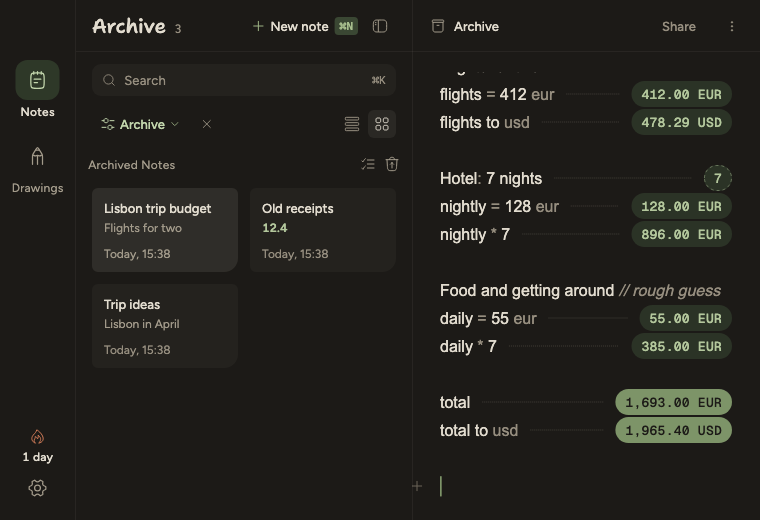 Archive 3
New note ⌘N
Archive
Share
Notes
Drawings
1 day
Search ⌘K
Archive
Archived Notes
Lisbon trip budget
Flights for two
Today, 15:38
Old receipts
12.4
Today, 15:38
Trip ideas
Lisbon in April
Today, 15:38
flights = 412 eur 412.00 EUR
flights to usd 478.29 USD
Hotel: 7 nights 7
nightly = 128 eur 128.00 EUR
nightly * 7 896.00 EUR
Food and getting around // rough guess
daily = 55 eur 55.00 EUR
daily * 7 385.00 EUR
total 1,693.00 EUR
total to usd 1,965.40 USD